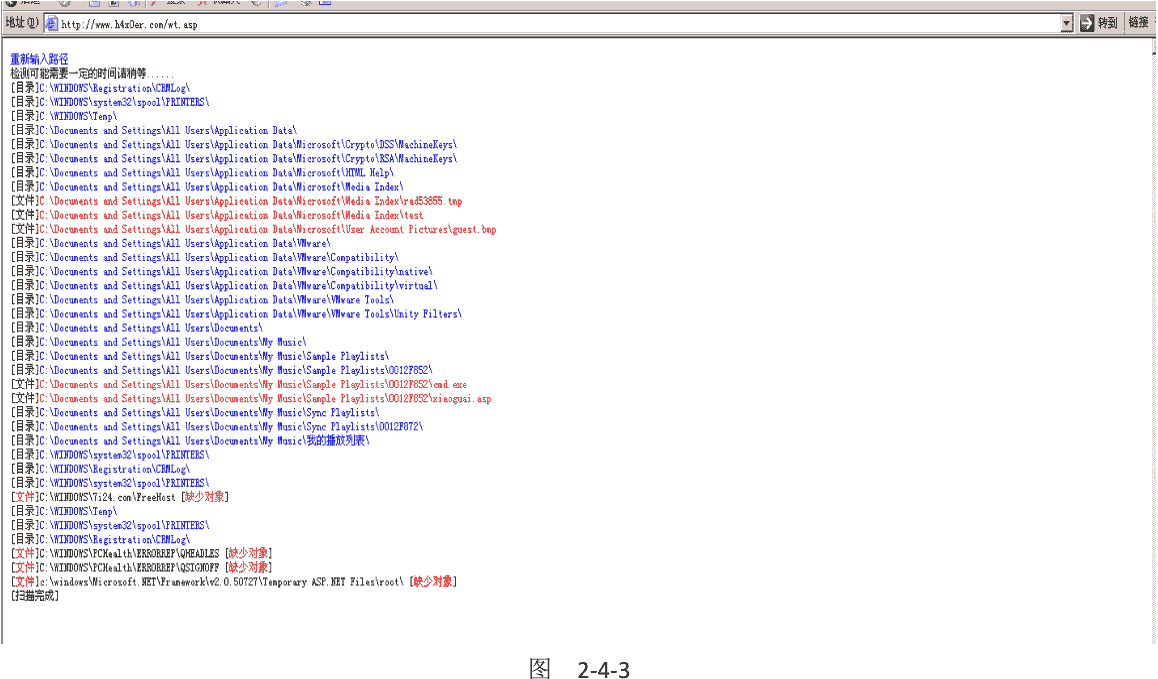 地址(D) http://www.h4x0er.com/wt.asp 转到 链接
重新输入路径
检测可能需要一定的时间请稍等......
[目录]C:\WINDOWS\Registration\CRMLog\
[目录]C:\WINDOWS\system32\spool\PRINTERS\
[目录]C:\WINDOWS\Temp\
[目录]C:\Documents and Settings\All Users\Application Data\
[目录]C:\Documents and Settings\All Users\Application Data\Microsoft\Crypto\DSS\MachineKeys\
[目录]C:\Documents and Settings\All Users\Application Data\Microsoft\Crypto\RSA\MachineKeys\
[目录]C:\Documents and Settings\All Users\Application Data\Microsoft\HTML Help\
[目录]C:\Documents and Settings\All Users\Application Data\Microsoft\Media Index\
[文件]C:\Documents and Settings\All Users\Application Data\Microsoft\Media Index\rad53855.tmp
[文件]C:\Documents and Settings\All Users\Application Data\Microsoft\Media Index\test
[文件]C:\Documents and Settings\All Users\Application Data\Microsoft\User Account Pictures\guest.bmp
[目录]C:\Documents and Settings\All Users\Application Data\VMware\
[目录]C:\Documents and Settings\All Users\Application Data\VMware\Compatibility\
[目录]C:\Documents and Settings\All Users\Application Data\VMware\Compatibility\native\
[目录]C:\Documents and Settings\All Users\Application Data\VMware\Compatibility\virtual\
[目录]C:\Documents and Settings\All Users\Application Data\VMware\VMware Tools\
[目录]C:\Documents and Settings\All Users\Application Data\VMware\VMware Tools\Unity Filters\
[目录]C:\Documents and Settings\All Users\Documents\
[目录]C:\Documents and Settings\All Users\Documents\My Music\
[目录]C:\Documents and Settings\All Users\Documents\My Music\Sample Playlists\
[目录]C:\Documents and Settings\All Users\Documents\My Music\Sample Playlists\0012F852\
[文件]C:\Documents and Settings\All Users\Documents\My Music\Sample Playlists\0012F852\cmd.exe
[文件]C:\Documents and Settings\All Users\Documents\My Music\Sample Playlists\0012F852\xiaoguai.asp
[目录]C:\Documents and Settings\All Users\Documents\My Music\Sync Playlists\
[目录]C:\Documents and Settings\All Users\Documents\My Music\Sync Playlists\0012F872\
[目录]C:\Documents and Settings\All Users\Documents\My Music\我的播放列表\
[目录]C:\WINDOWS\system32\spool\PRINTERS\
[目录]C:\WINDOWS\Registration\CRMLog\
[目录]C:\WINDOWS\system32\spool\PRINTERS\
[文件]C:\WINDOWS\7i24.com\FreeHost [缺少对象]
[目录]C:\WINDOWS\Temp\
[目录]C:\WINDOWS\system32\spool\PRINTERS\
[目录]C:\WINDOWS\Registration\CRMLog\
[文件]C:\WINDOWS\PCHealth\ERRORREP\QHEADLES [缺少对象]
[文件]C:\WINDOWS\PCHealth\ERRORREP\QSIGNOFF [缺少对象]
[文件]c:\windows\Microsoft.NET\Framework\v2.0.50727\Temporary ASP.NET Files\root\ [缺少对象]
[扫描完成]
图 2-4-3